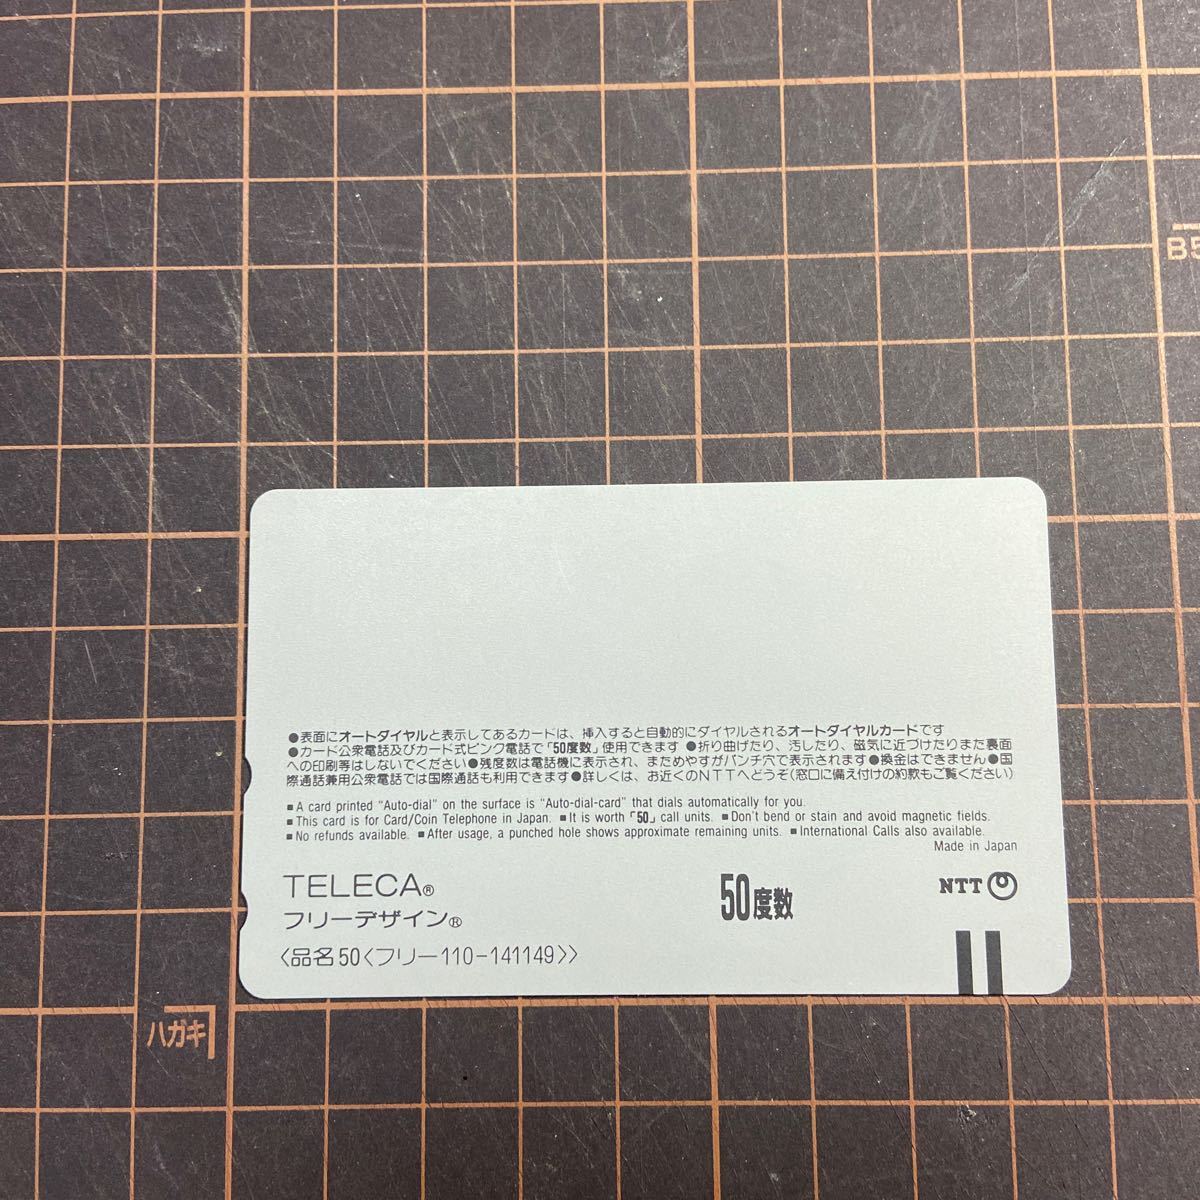 B5
●表面にオートダイヤルと表示してあるカードは、挿入すると自動的にダイヤルされるオートダイヤルカードです
●カード公衆電話及びカード式ピンク電話で「50度数」使用できます ●折り曲げたり、汚したり、磁気に近づけたりまた裏面
への印刷等はしないでください●残度数は電話機に表示され、まためやすがパンチ穴で表示されます●換金はできません●国
際通話兼用公衆電話では国際通話も利用できます●詳しくは、お近くのNTTへどうぞ(窓口に備え付けの約款もご覧ください)
■ A card printed "Auto-dial" on the surface is "Auto-dial-card" that dials automatically for you.
■ This card is for Card/Coin Telephone in Japan. ■ It is worth「50」call units. ■ Don't bend or stain and avoid magnetic fields.
■ No refunds available. ■ After usage, a punched hole shows approximate remaining units. ■ International Calls also available.
Made in Japan
TELECA®
フリーデザイン®
50度数
NTT
〈品名50〈フリー110-141149〉〉
ハガキ